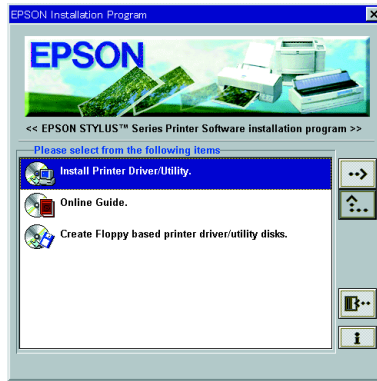 EPSON Installation Program
EPSON
<< EPSON STYLUS™ Series Printer Software installation program >>
Please select from the following items
Install Printer Driver/Utility.
Online Guide.
Create Floppy based printer driver/utility disks.